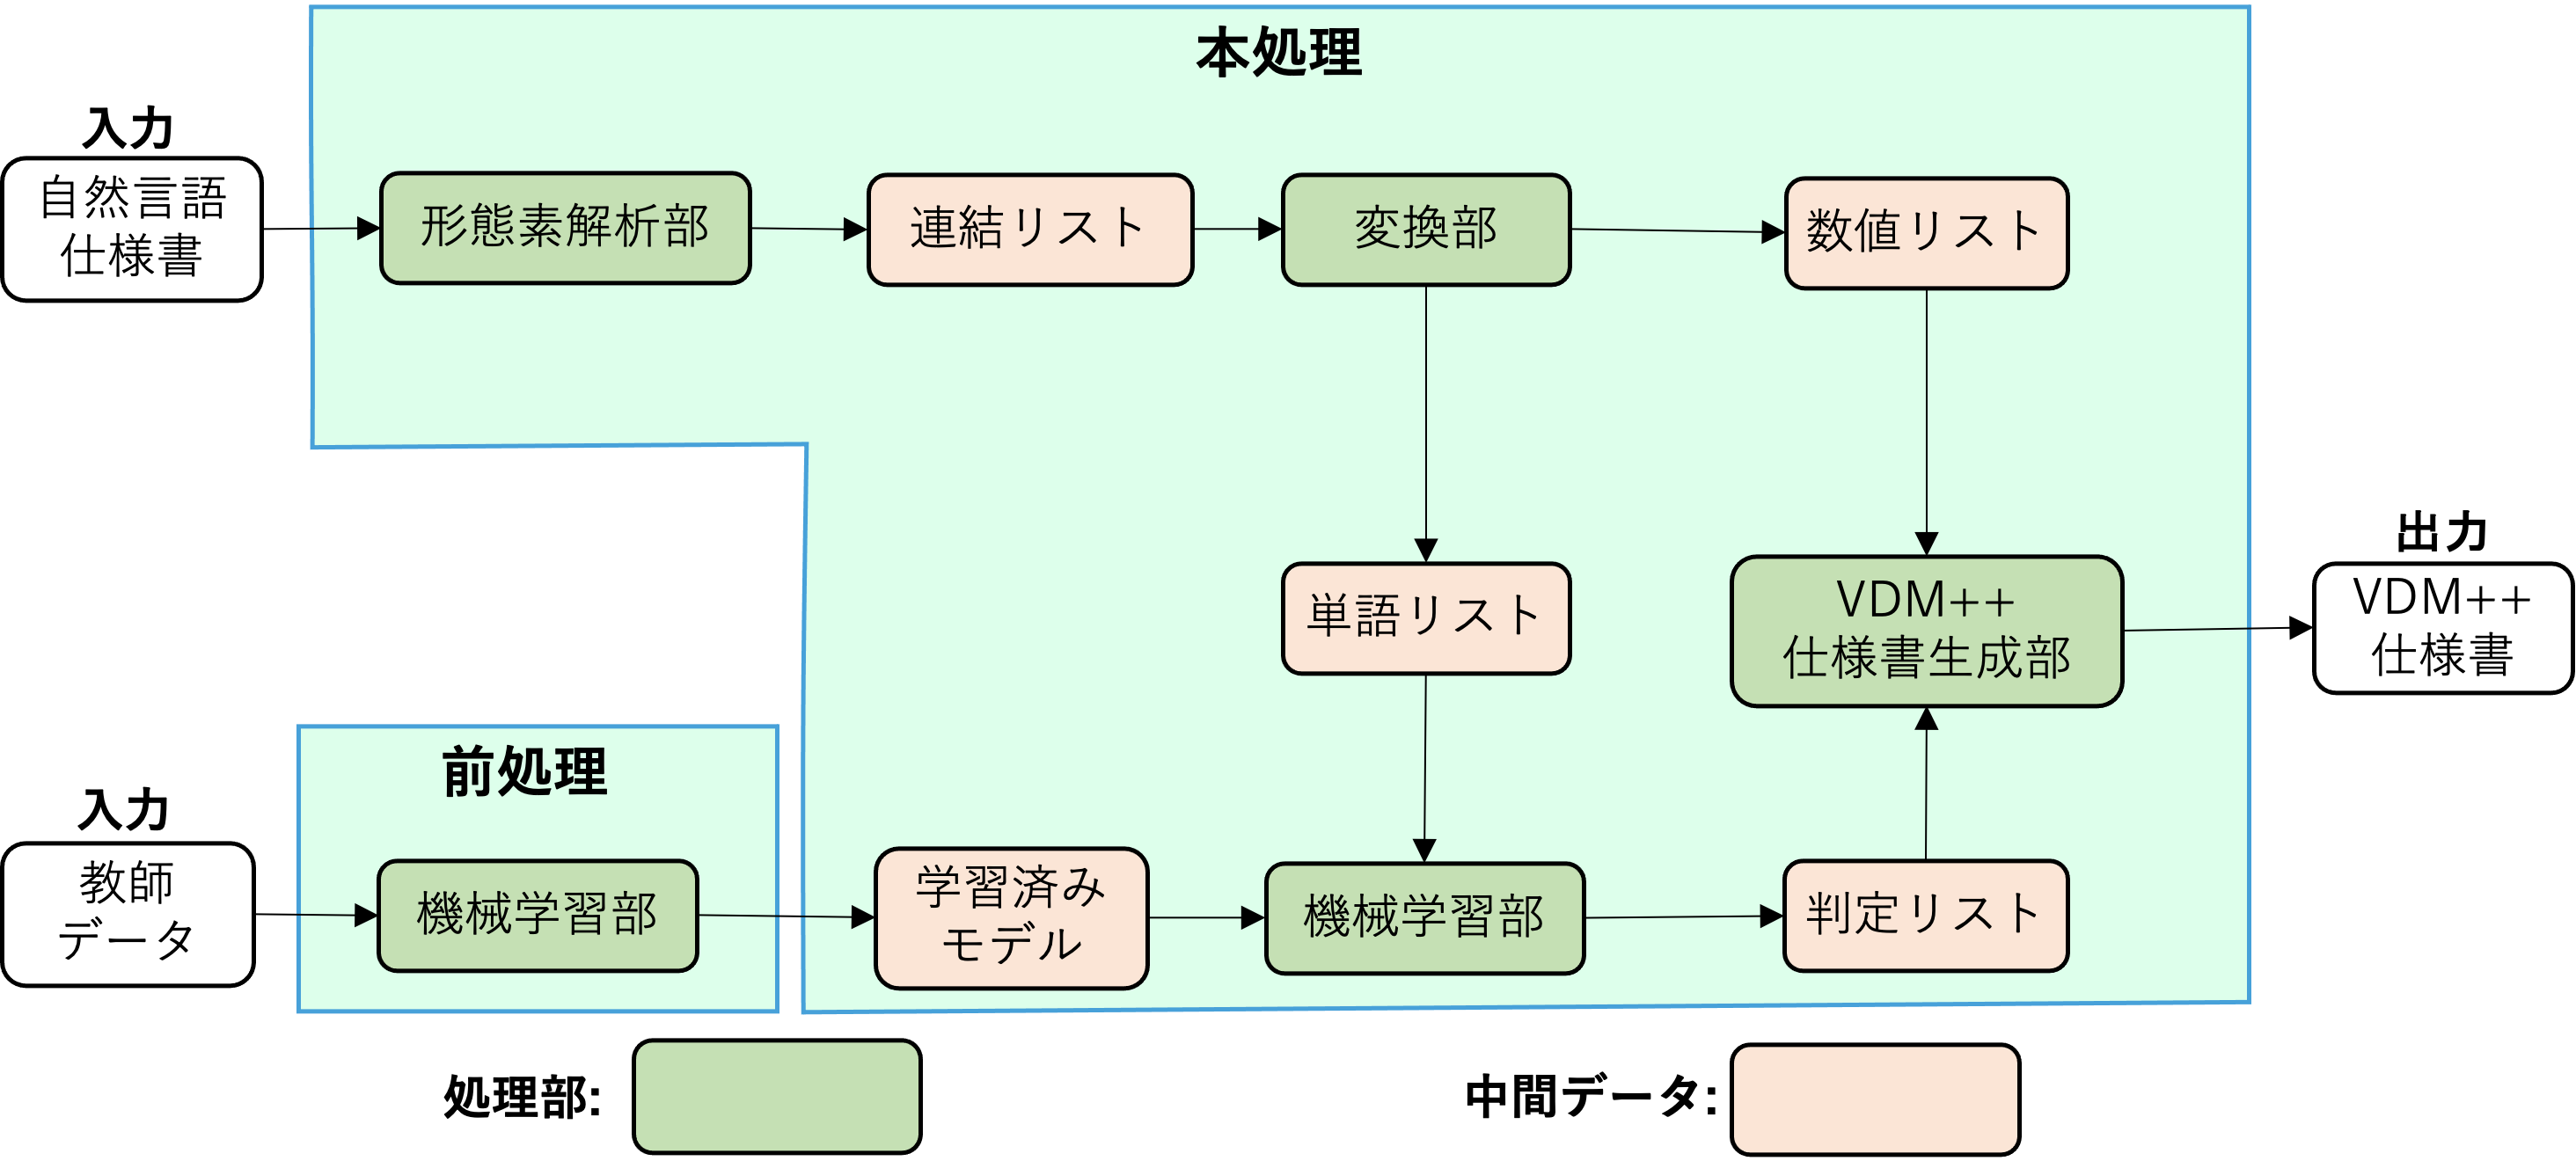 本処理
入力
自然言語
仕様書
形態素解析部
連結リスト
変換部
数値リスト
単語リスト
VDM++
仕様書生成部
出力
VDM++
仕様書
前処理
入力
教師
データ
機械学習部
学習済み
モデル
機械学習部
判定リスト
処理部:
中間データ: